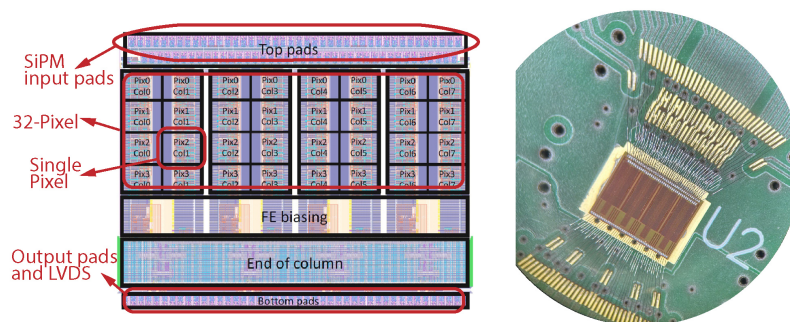 SiPM
input pads
Top pads
32-Pixel
Single
Pixel
Pix0 Pix0 Pix0 Pix0 Pix0 Pix0 Pix0 Pix0
Col0 Col1 Col2 Col3 Col4 Col5 Col6 Col7
Pix1 Pix1 Pix1 Pix1 Pix1 Pix1 Pix1 Pix1
Col0 Col1 Col2 Col3 Col4 Col5 Col6 Col7
Pix2 Pix2 Pix2 Pix2 Pix2 Pix2 Pix2 Pix2
Col0 Col1 Col2 Col3 Col4 Col5 Col6 Col7
Pix3 Pix3 Pix3 Pix3 Pix3 Pix3 Pix3 Pix3
Col0 Col1 Col2 Col3 Col4 Col5 Col6 Col7
FE biasing
Output pads
and LVDS
End of column
Bottom pads
U2